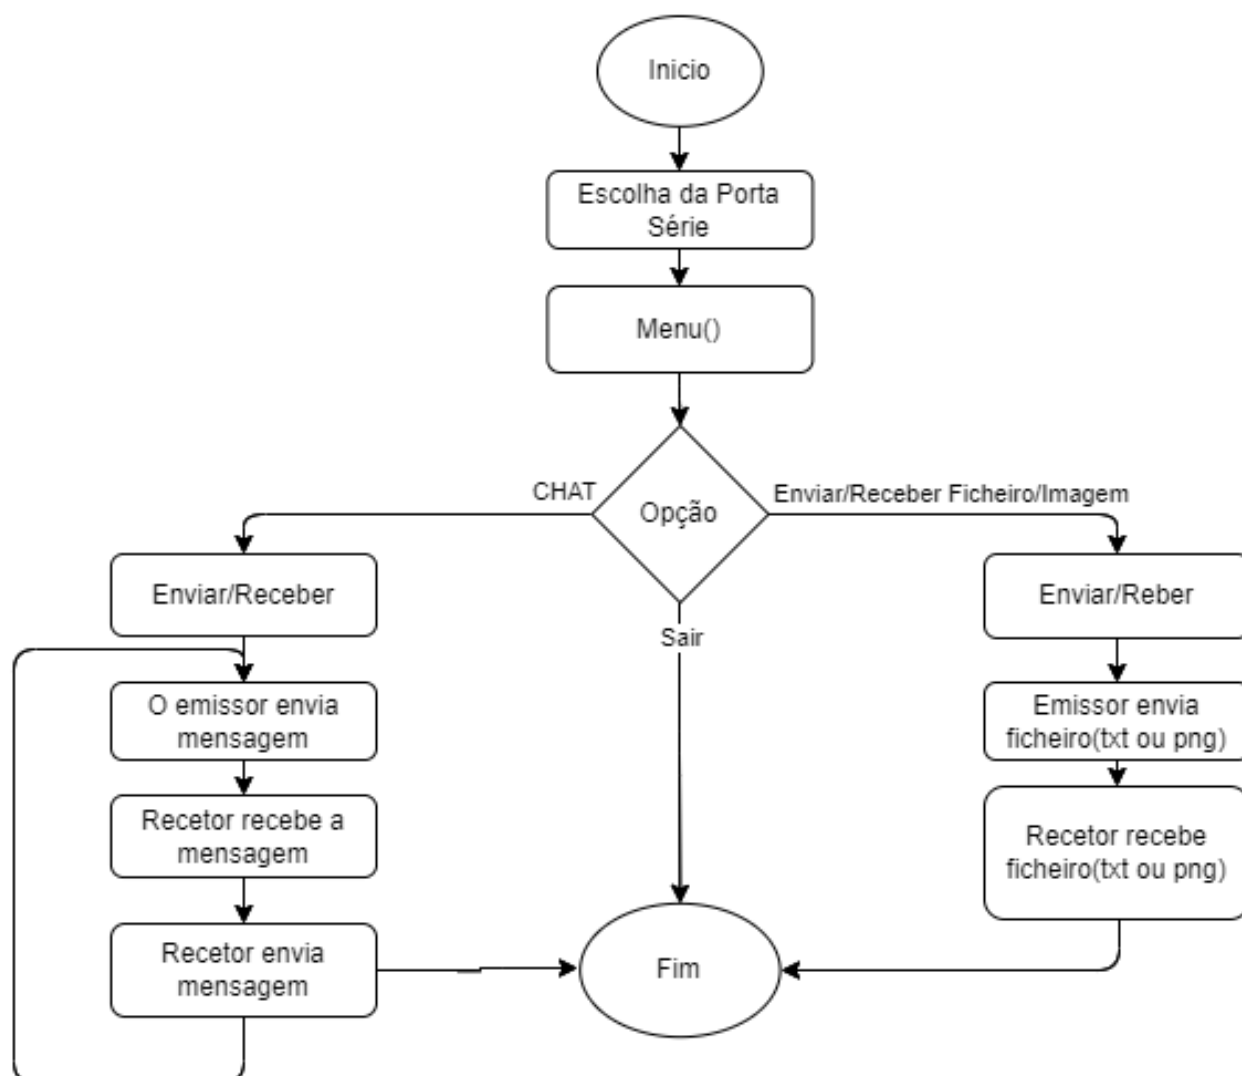 Inicio
Escolha da Porta
Série
Menu()
CHAT
Opção
Enviar/Receber Ficheiro/Imagem
Enviar/Receber
Enviar/Reber
Sair
O emissor envia
mensagem
Emissor envia
ficheiro(txt ou png)
Recetor recebe a
mensagem
Recetor recebe
ficheiro(txt ou png)
Recetor envia
mensagem
Fim